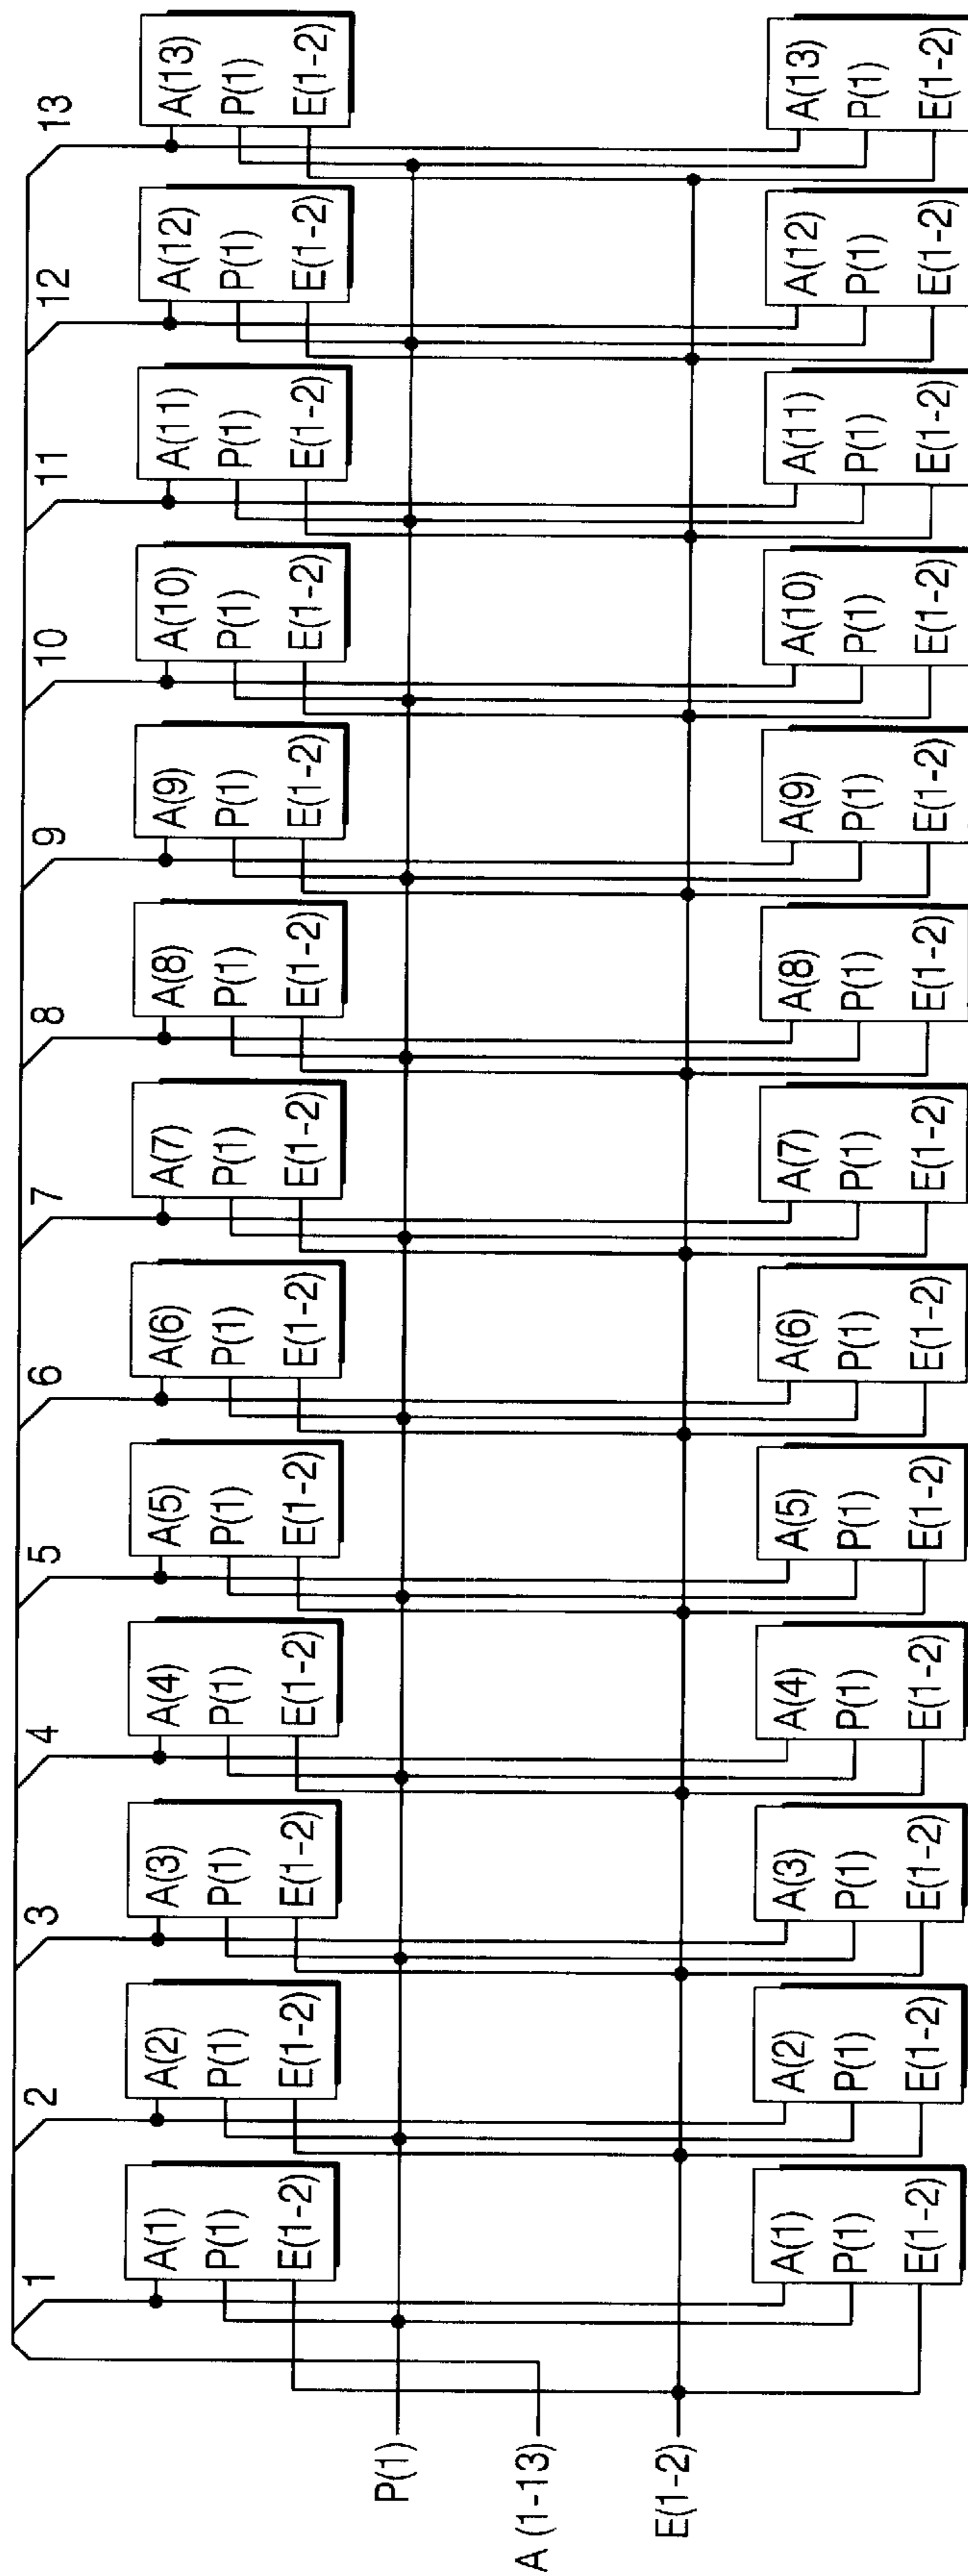 1
2
3
4
5
6
7
8
9
10
11
12
13
A(1)
P(1)
E(1-2)
A(2)
P(1)
E(1-2)
A(3)
P(1)
E(1-2)
A(4)
P(1)
E(1-2)
A(5)
P(1)
E(1-2)
A(6)
P(1)
E(1-2)
A(7)
P(1)
E(1-2)
A(8)
P(1)
E(1-2)
A(9)
P(1)
E(1-2)
A(10)
P(1)
E(1-2)
A(11)
P(1)
E(1-2)
A(12)
P(1)
E(1-2)
A(13)
P(1)
E(1-2)
P(1)
A (1-13)
E(1-2)
A(1)
P(1)
E(1-2)
A(2)
P(1)
E(1-2)
A(3)
P(1)
E(1-2)
A(4)
P(1)
E(1-2)
A(5)
P(1)
E(1-2)
A(6)
P(1)
E(1-2)
A(7)
P(1)
E(1-2)
A(8)
P(1)
E(1-2)
A(9)
P(1)
E(1-2)
A(10)
P(1)
E(1-2)
A(11)
P(1)
E(1-2)
A(12)
P(1)
E(1-2)
A(13)
P(1)
E(1-2)